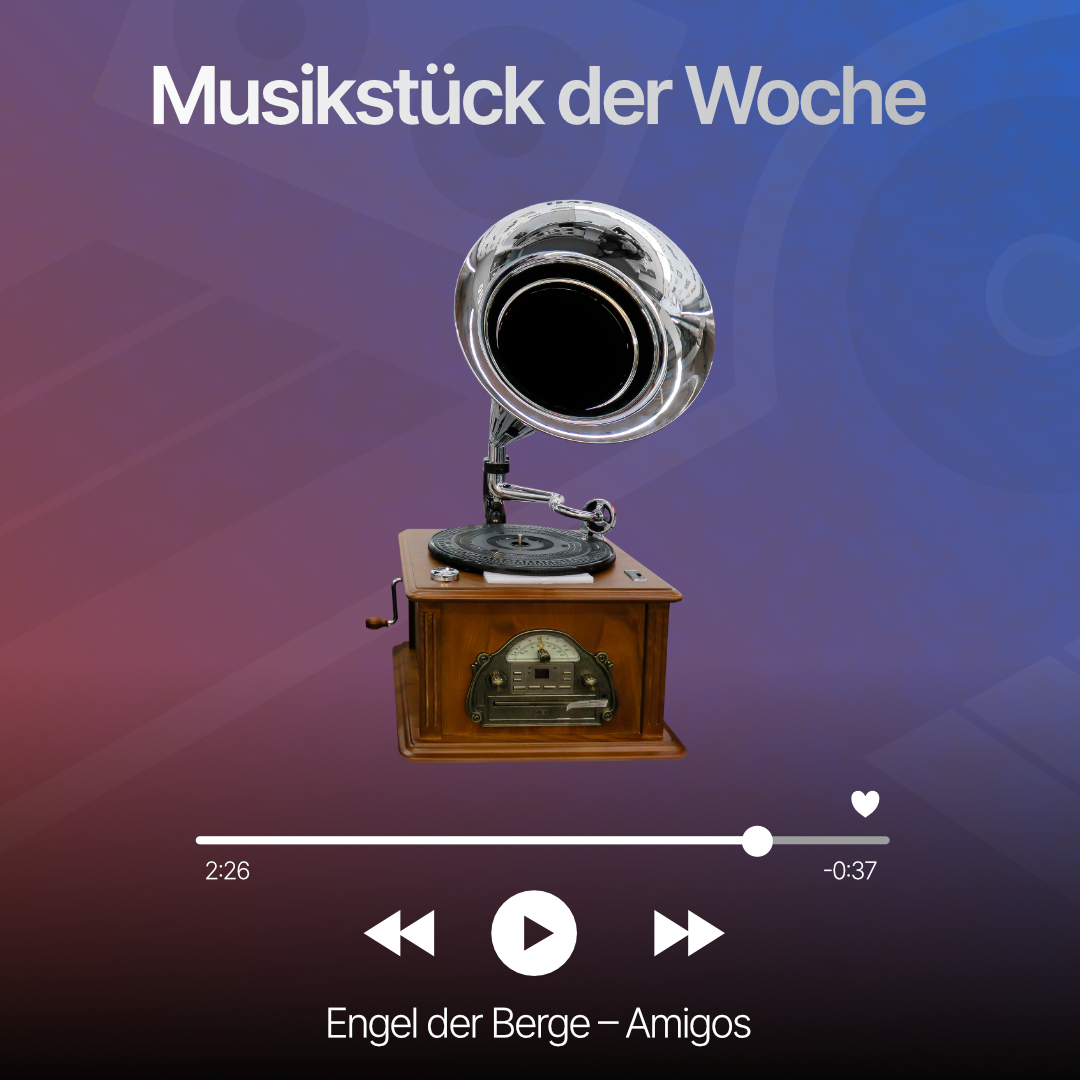 Musikstück der Woche
2:26
-0:37
Engel der Berge – Amigos